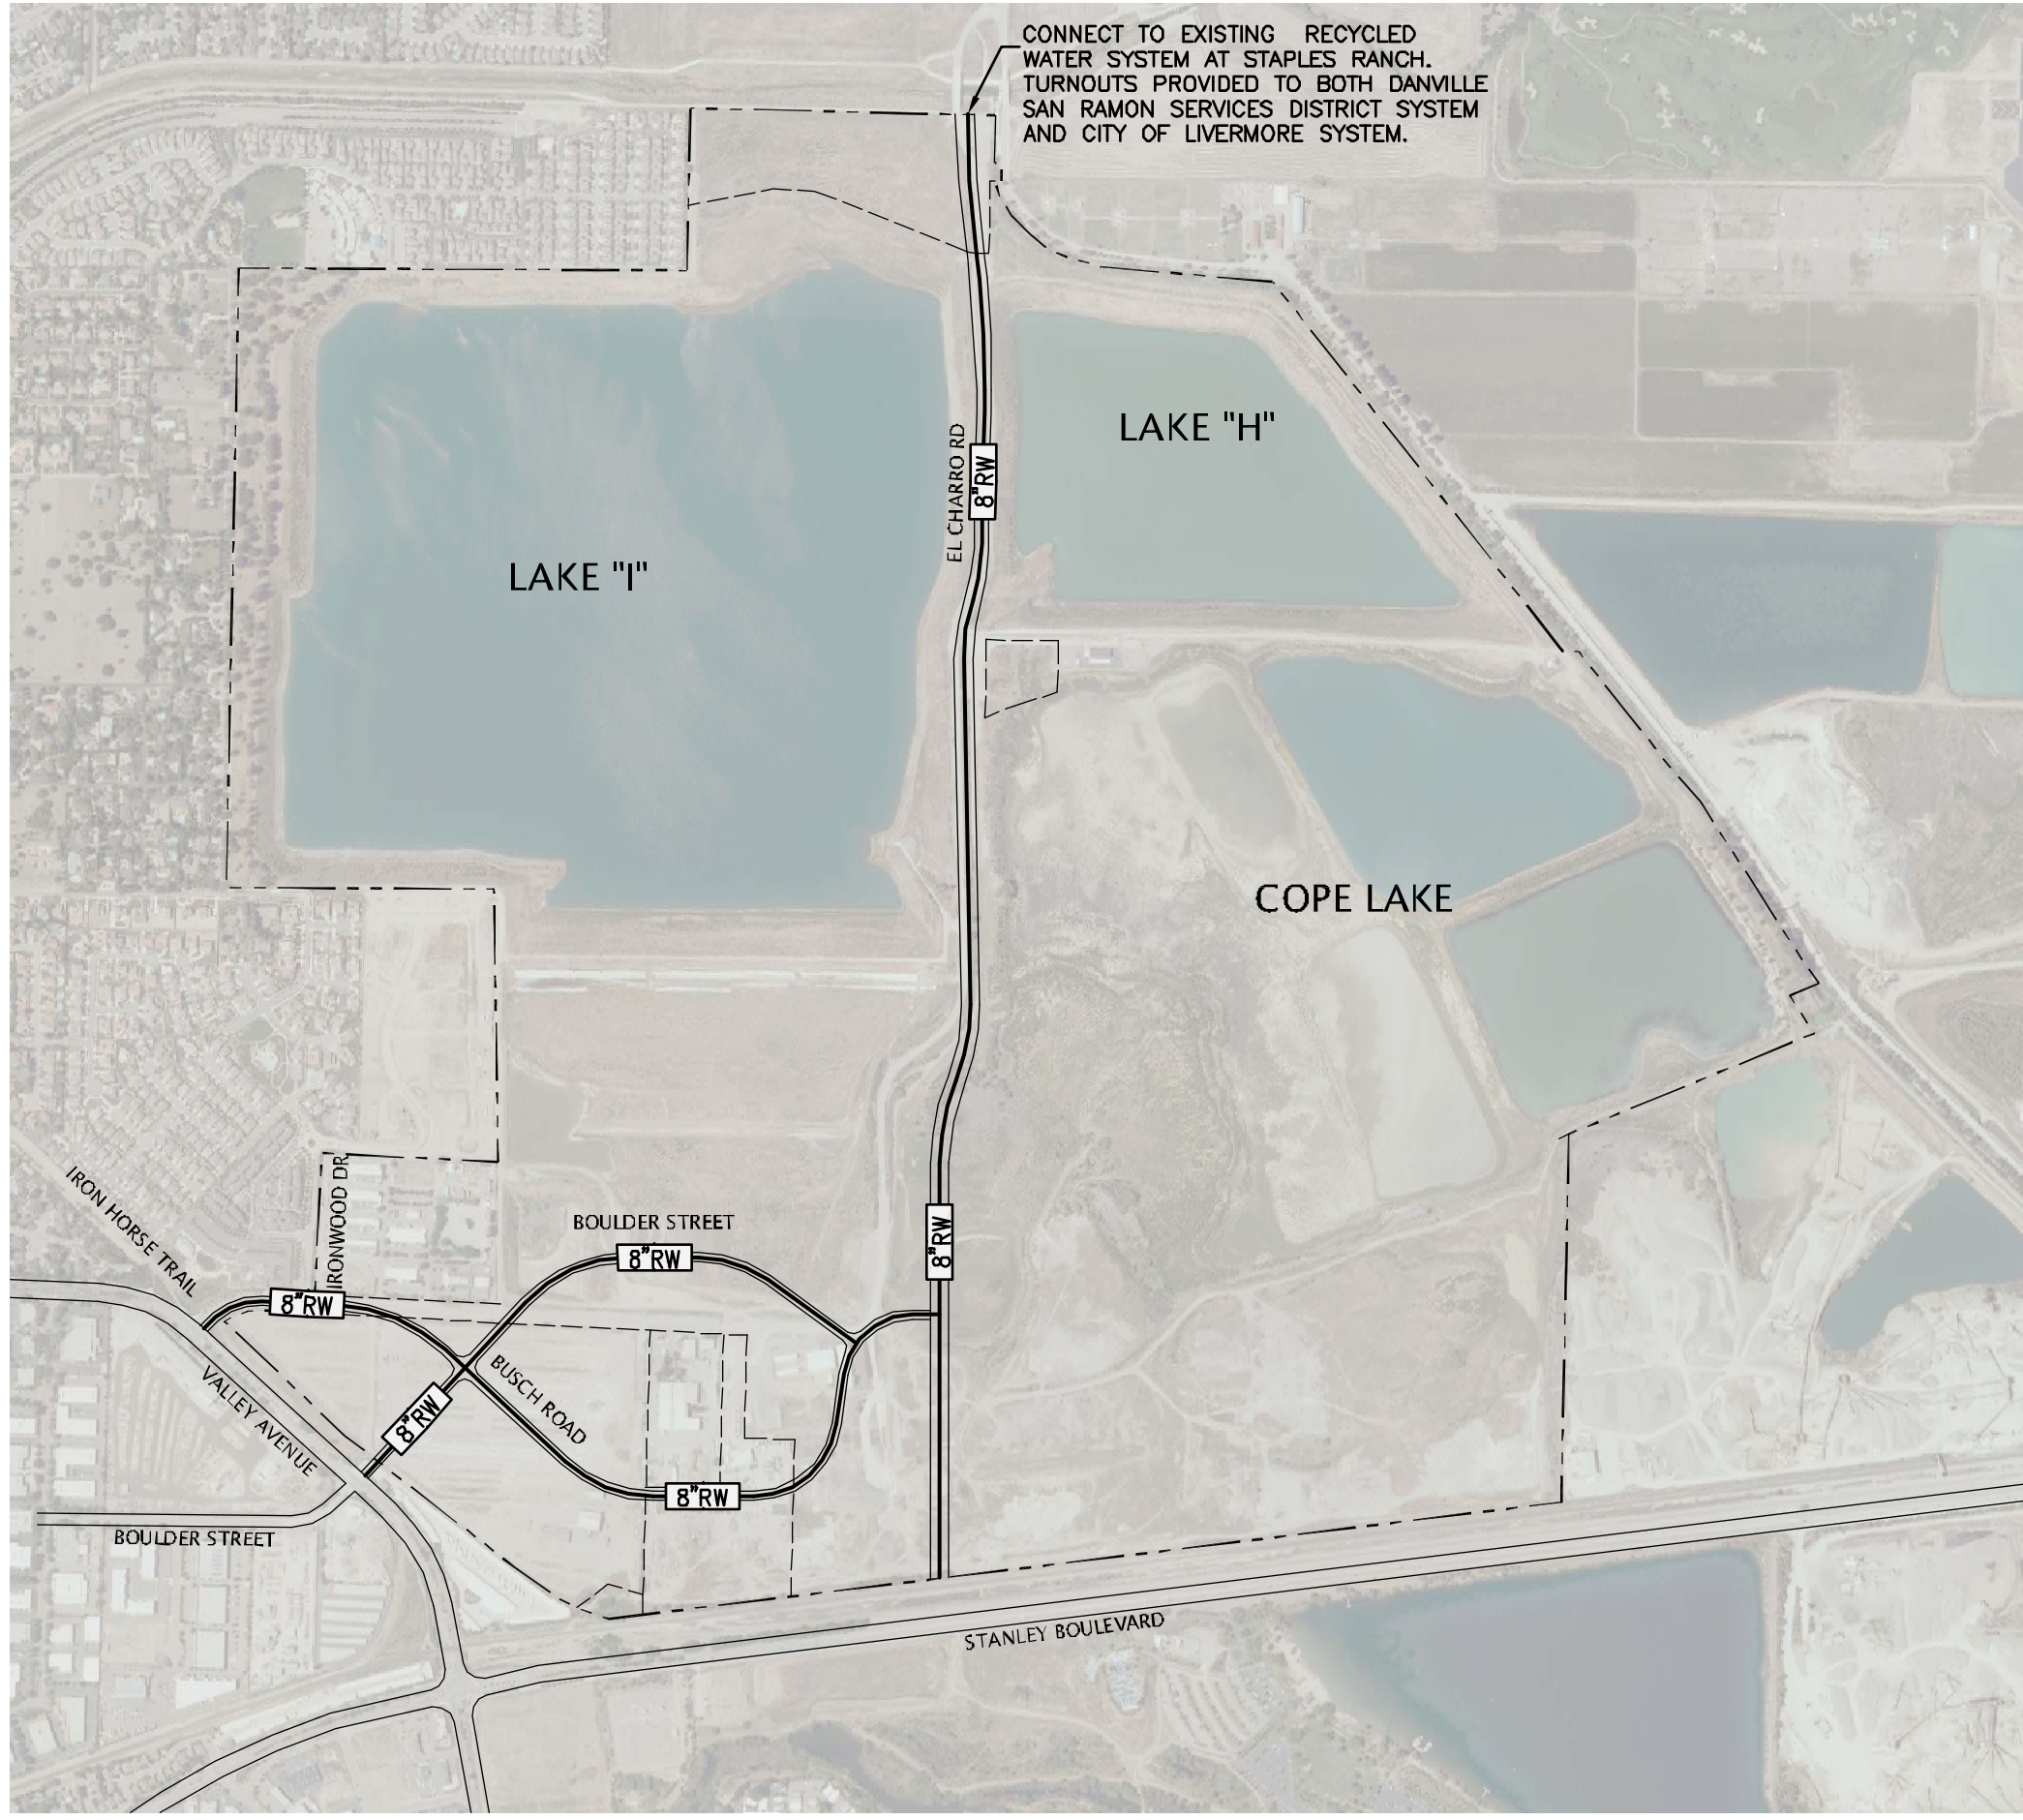 CONNECT TO EXISTING RECYCLED
WATER SYSTEM AT STAPLES RANCH.
TURNOUTS PROVIDED TO BOTH DANVILLE
SAN RAMON SERVICES DISTRICT SYSTEM
AND CITY OF LIVERMORE SYSTEM.
LAKE "H"
EL CHARRO RD
8"RW
LAKE "I"
COPE LAKE
IRON HORSE TRAIL
IRONWOOD DR
BOULDER STREET
8"RW
8"RW
8"RW
VALLEY AVENUE
BUSCH ROAD
8"RW
8"RW
BOULDER STREET
STANLEY BOULEVARD